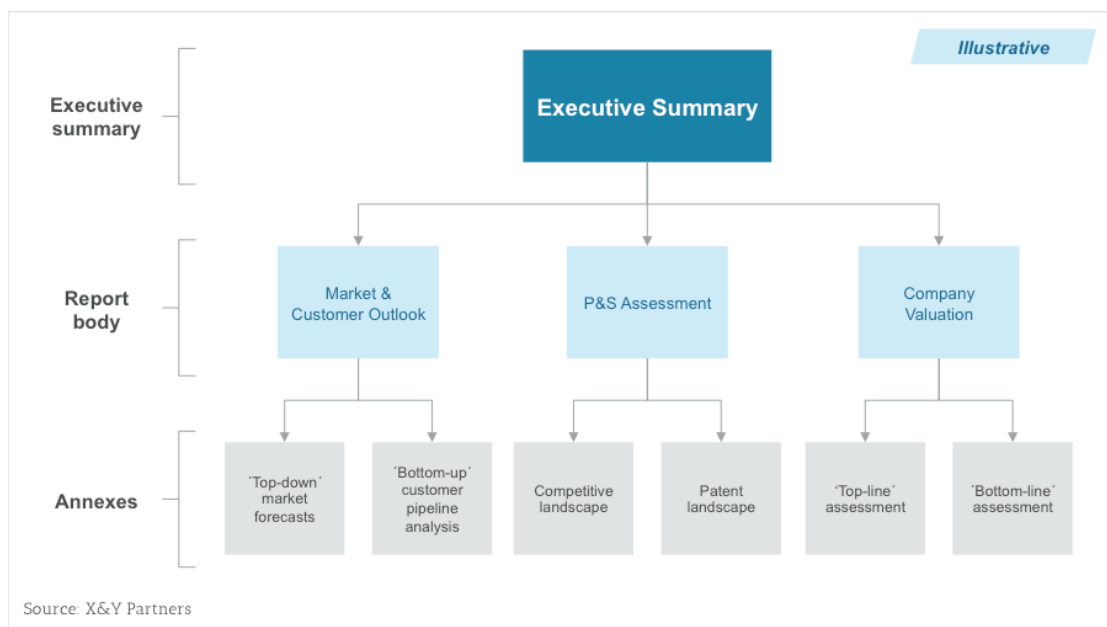 Illustrative
Executive
summary
Executive Summary
Report
body
Market &
Customer Outlook
P&S Assessment
Company
Valuation
Annexes
´Top-down´
market
forecasts
´Bottom-up´
customer
pipeline
analysis
Competitive
landscape
Patent
landscape
‘Top-line´
assessment
´Bottom-line´
assessment
Source: X&Y Partners